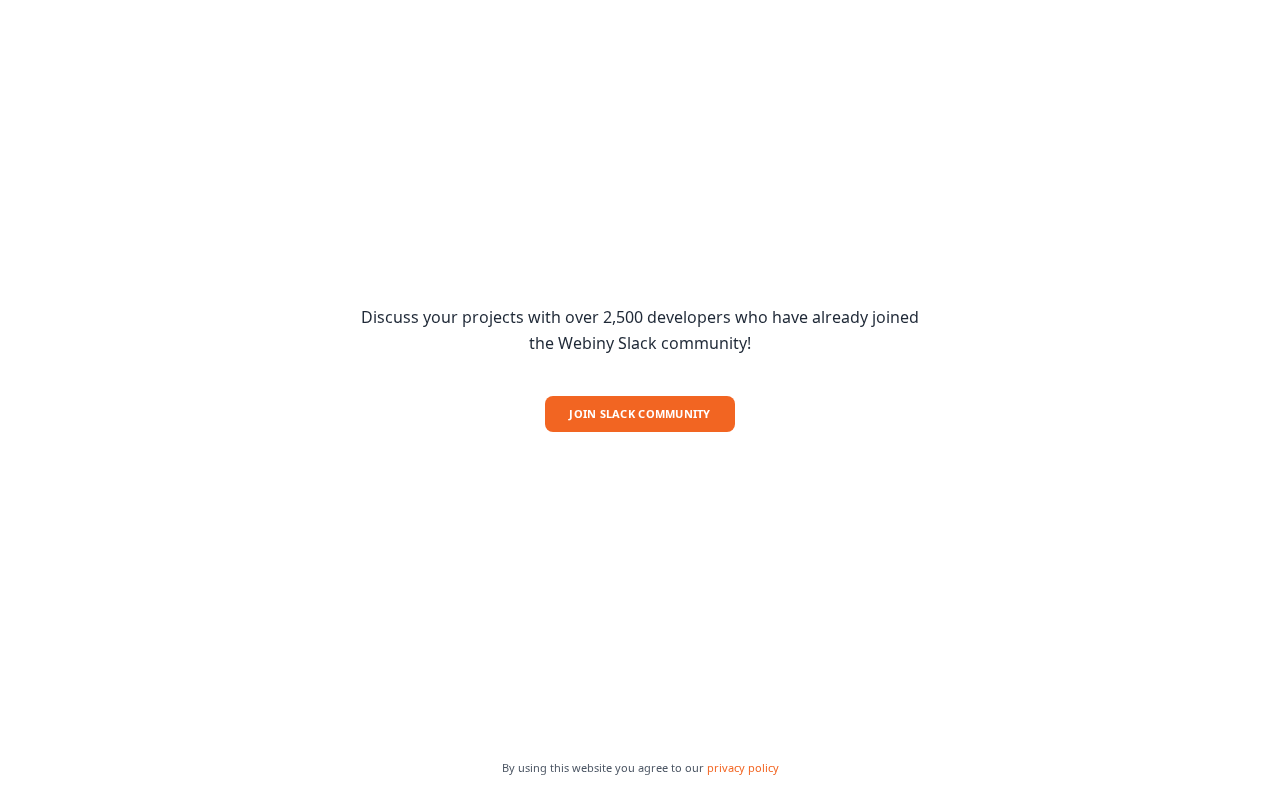 Discuss your projects with over 2,500 developers who have already joined
the Webiny Slack community!
JOIN SLACK COMMUNITY
By using this website you agree to our privacy policy